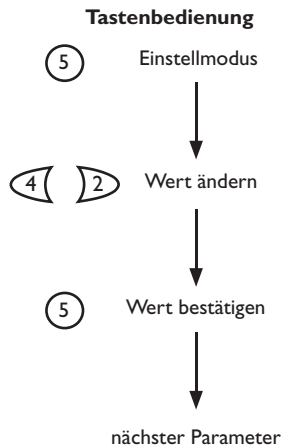 Tastenbedienung
5 Einstellmodus
4 2 Wert ändern
5 Wert bestätigen
nächster Parameter